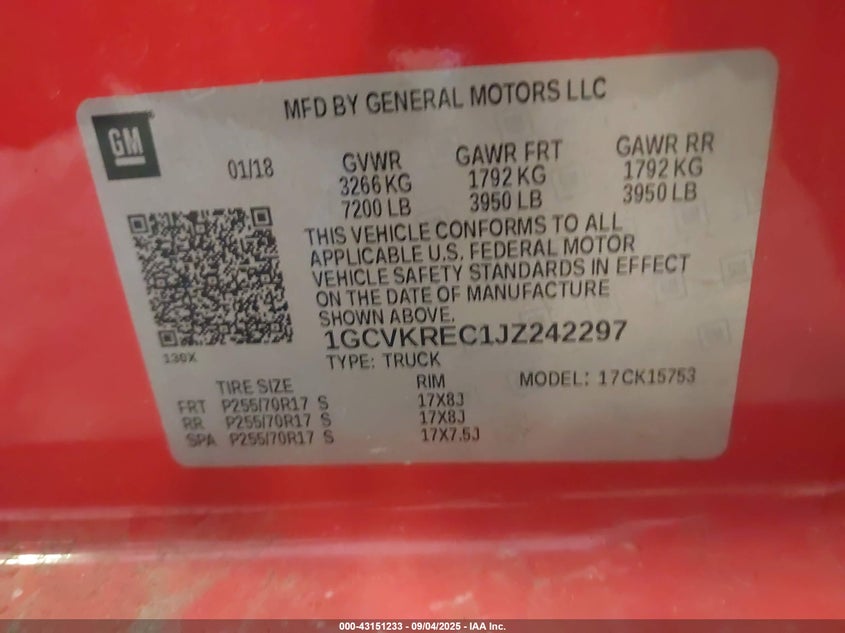 MFD BY GENERAL MOTORS LLC
GM
01/18 GVWR GAWR FRT GAWR RR
3266 KG 1792 KG 1792 KG
7200 LB 3950 LB 3950 LB
THIS VEHICLE CONFORMS TO ALL
APPLICABLE U.S. FEDERAL MOTOR
VEHICLE SAFETY STANDARDS IN EFFECT
ON THE DATE OF MANUFACTURE
SHOWN ABOVE.
1GCVKREC1JZ242297
130X
TYPE: TRUCK
TIRE SIZE RIM MODEL: 17CK15753
FRT P255/70R17 S 17X8J
RR P255/70R17 S 17X8J
SPA P255/70R17 S 17X7.5J
000-43151233 - 09/04/2025 - IAA Inc.